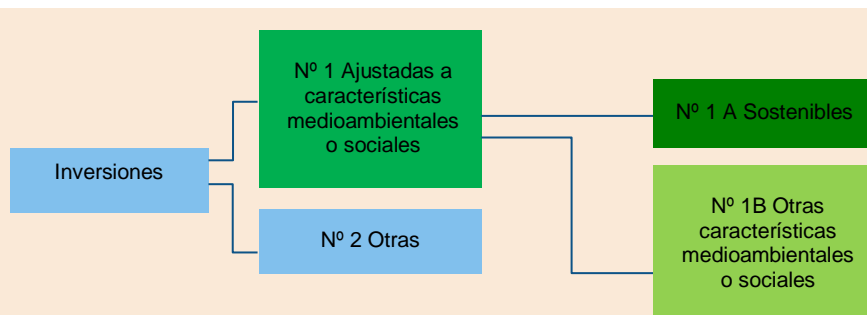 Inversiones
Nº 1 Ajustadas a
características
medioambientales
o sociales
Nº 2 Otras
Nº 1 A Sostenibles
Nº 1B Otras
características
medioambientales
o sociales